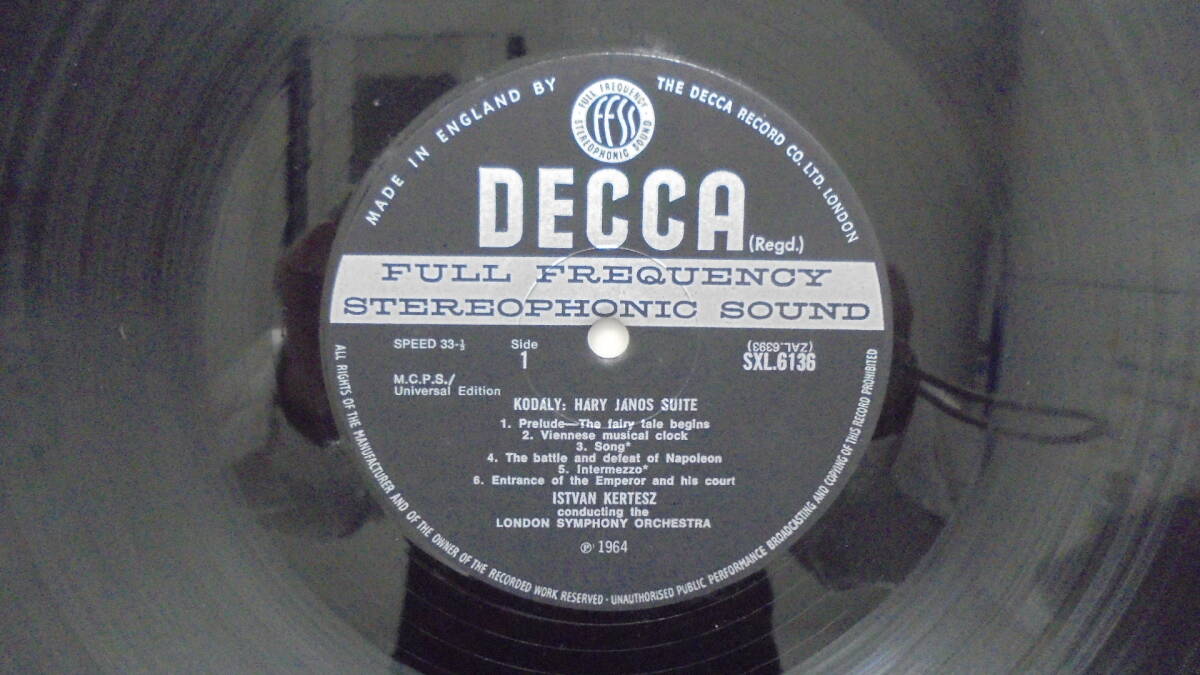 MADE IN ENGLAND BY THE DECCA RECORD CO. LTD. LONDON
FULL FREQUENCY
FFSS
STEREOPHONIC SOUND
DECCA (Regd.)
FULL FREQUENCY
STEREOPHONIC SOUND
SPEED 33-⅓
Side
1
(ZAL.6393)
SXL.6136
M.C.P.S./
Universal Edition
KODALY: HARY JANOS SUITE
1. Prelude—The fairy tale begins
2. Viennese musical clock
3. Song*
4. The battle and defeat of Napoleon
5. Intermezzo*
6. Entrance of the Emperor and his court
ISTVAN KERTESZ
conducting the
LONDON SYMPHONY ORCHESTRA
℗ 1964
ALL RIGHTS OF THE MANUFACTURER AND OF THE OWNER OF THE RECORDED WORK RESERVED · UNAUTHORISED PUBLIC PERFORMANCE BROADCASTING AND COPYING OF THIS RECORD PROHIBITED